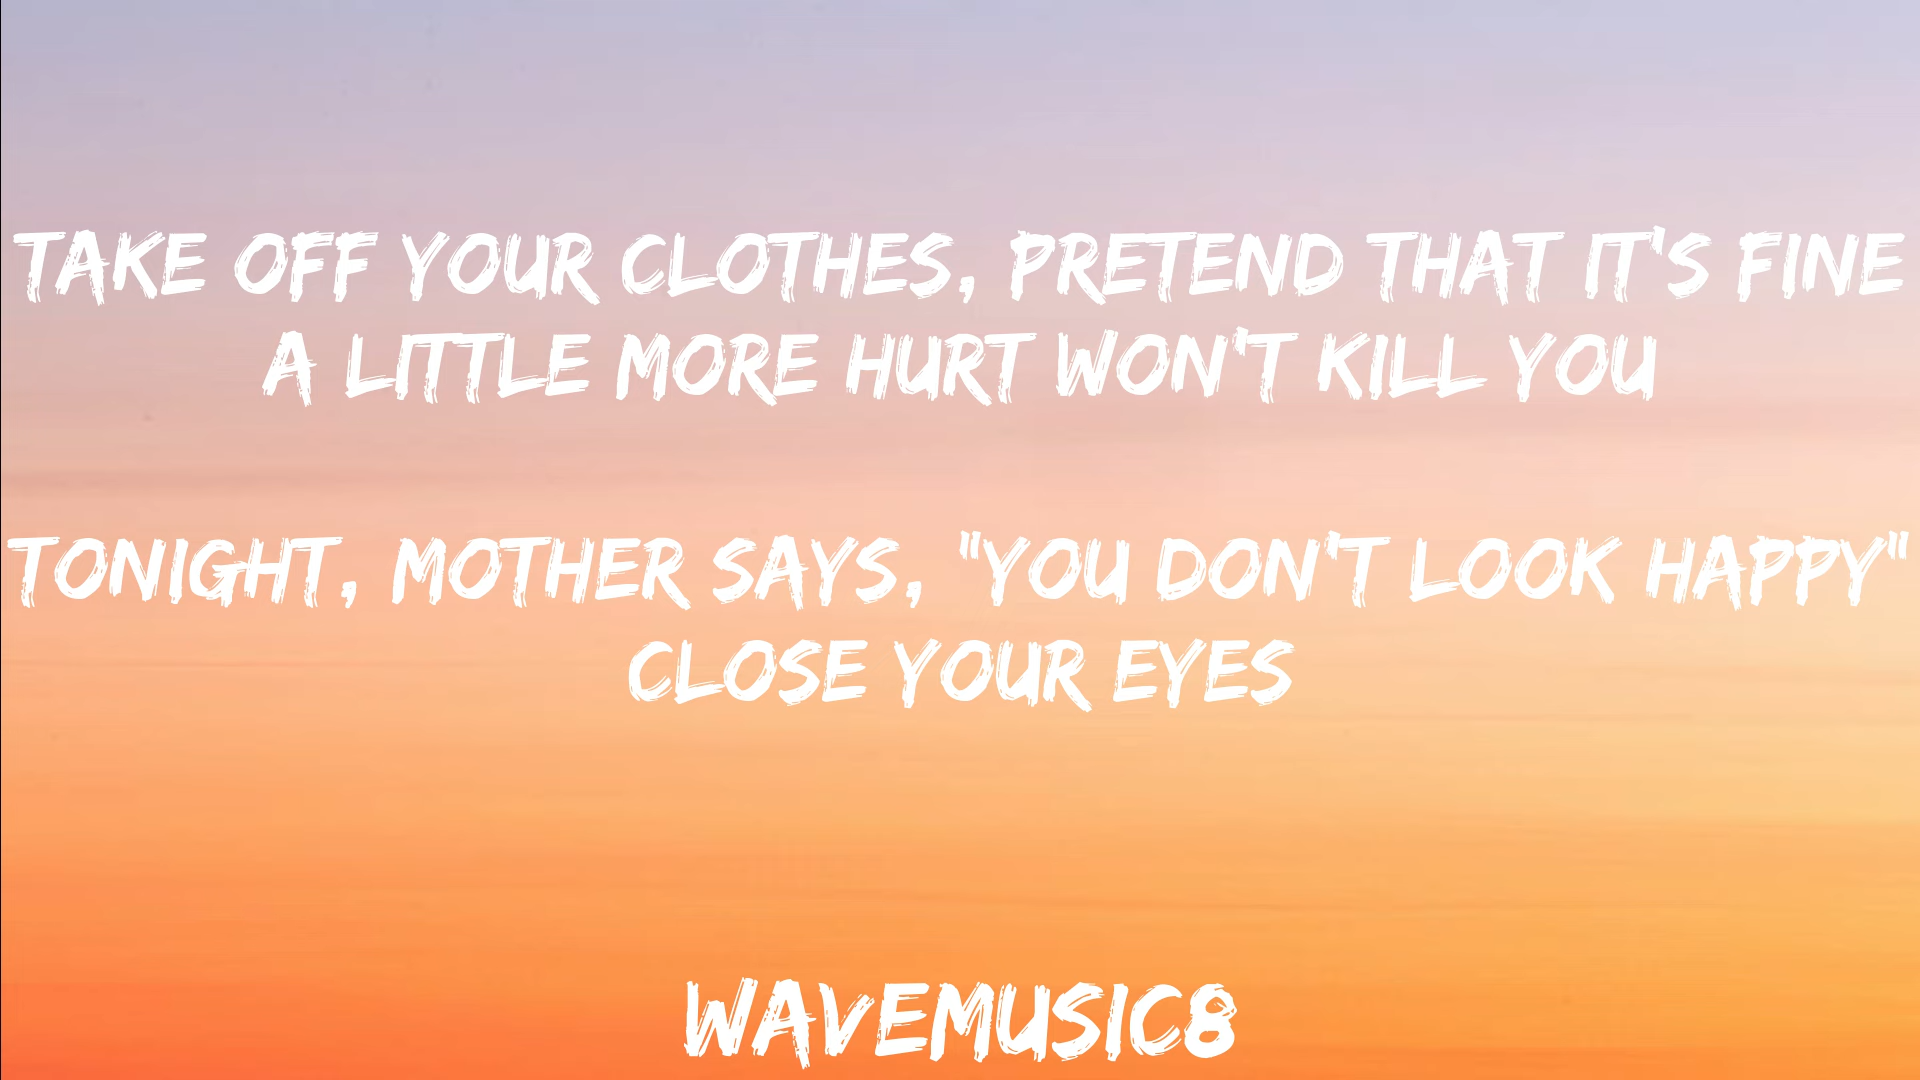 TAKE OFF YOUR CLOTHES, PRETEND THAT IT'S FINE
A LITTLE MORE HURT WON'T KILL YOU
TONIGHT, MOTHER SAYS, "YOU DON'T LOOK HAPPY"
CLOSE YOUR EYES
WAVEMUSIC8